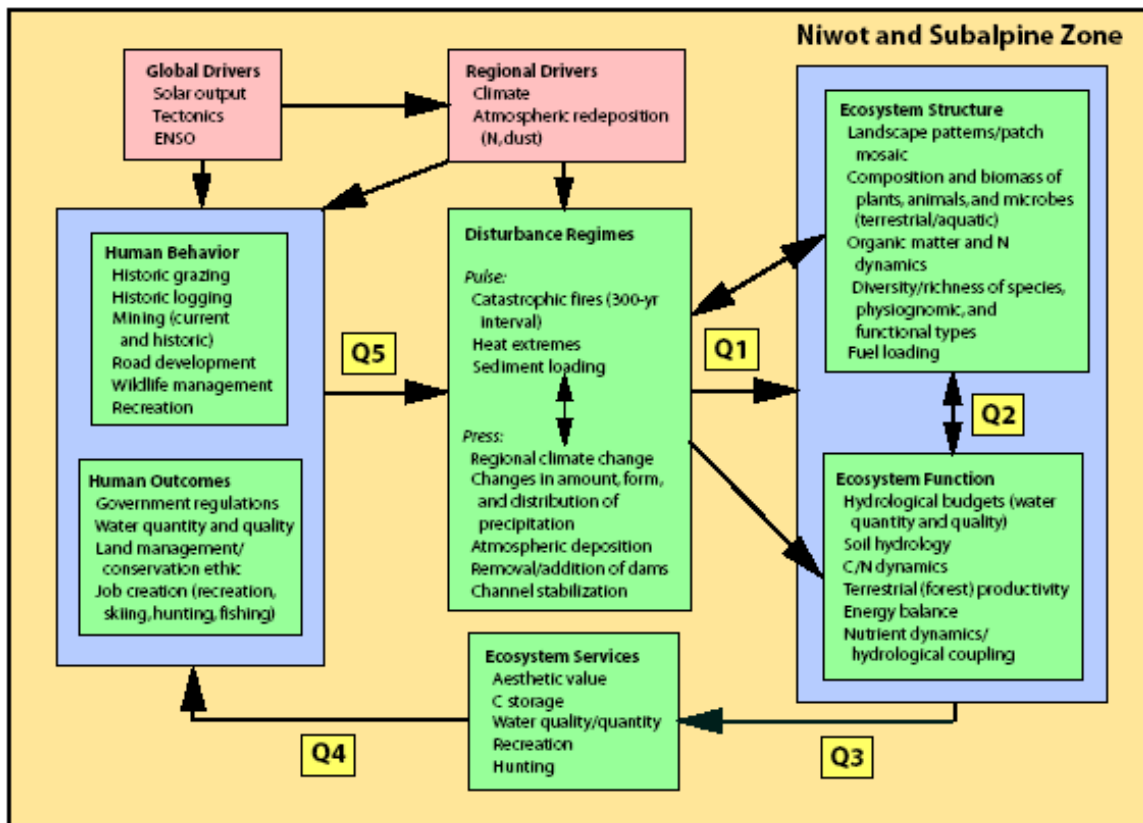 Niwot and Subalpine Zone
Global Drivers
Solar output
Tectonics
ENSO
Regional Drivers
Climate
Atmospheric redeposition
(N, dust)
Human Behavior
Historic grazing
Historic logging
Mining (current
and historic)
Road development
Wildlife management
Recreation
Human Outcomes
Government regulations
Water quantity and quality
Land management/
conservation ethic
Job creation (recreation,
skiing, hunting, fishing)
Q5
Disturbance Regimes
Pulse:
Catastrophic fires (300-yr
interval)
Heat extremes
Sediment loading
Press:
Regional climate change
Changes in amount, form,
and distribution of
precipitation
Atmospheric deposition
Removal/addition of dams
Channel stabilization
Q1
Ecosystem Structure
Landscape patterns/patch
mosaic
Composition and biomass of
plants, animals, and microbes
(terrestrial/aquatic)
Organic matter and N
dynamics
Diversity/richness of species,
physiognomic, and
functional types
Fuel loading
Q2
Ecosystem Function
Hydrological budgets (water
quantity and quality)
Soil hydrology
C/N dynamics
Terrestrial (forest) productivity
Energy balance
Nutrient dynamics/
hydrological coupling
Ecosystem Services
Aesthetic value
C storage
Water quality/quantity
Recreation
Hunting
Q4
Q3